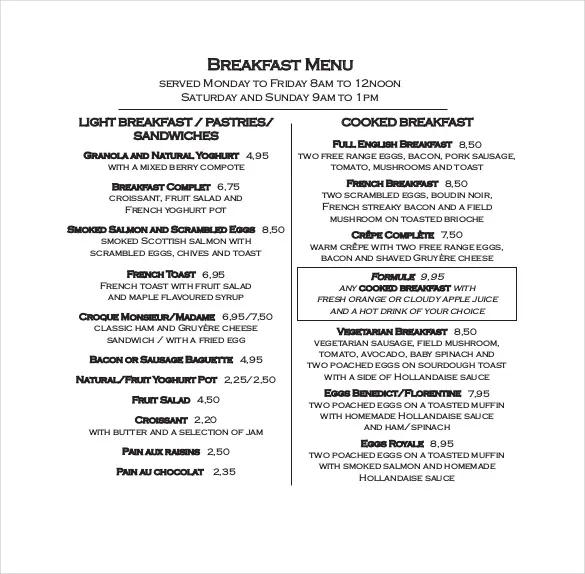 Breakfast Menu
served Monday to Friday 8am to 12noon
Saturday and Sunday 9am to 1pm
LIGHT BREAKFAST / PASTRIES/
SANDWICHES
Granola and Natural Yoghurt 4,95
with a mixed berry compote
Breakfast Complet 6,75
croissant, fruit salad and
French yoghurt pot
Smoked Salmon and Scrambled Eggs 8,50
smoked Scottish salmon with
scrambled eggs, chives and toast
French Toast 6,95
French toast with fruit salad
and maple flavoured syrup
Croque Monsieur/Madame 6,95/7,50
classic ham and Gruyère cheese
sandwich / with a fried egg
Bacon or Sausage Baguette 4,95
Natural/Fruit Yoghurt Pot 2,25/2,50
Fruit Salad 4,50
Croissant 2,20
with butter and a selection of jam
Pain aux raisins 2,50
Pain au chocolat 2,35
COOKED BREAKFAST
Full English Breakfast 8,50
two free range eggs, bacon, pork sausage,
tomato, mushrooms and toast
French Breakfast 8,50
two scrambled eggs, boudin noir,
French streaky bacon and a field
mushroom on toasted brioche
Crêpe Complète 7,50
warm crêpe with two free range eggs,
bacon and shaved Gruyère cheese
Formule 9,95
any cooked breakfast with
fresh orange or cloudy apple juice
and a hot drink of your choice
Vegetarian Breakfast 8,50
vegetarian sausage, field mushroom,
tomato, avocado, baby spinach and
two poached eggs on sourdough toast
with a side of Hollandaise sauce
Eggs Benedict/Florentine 7,95
two poached eggs on a toasted muffin
with homemade Hollandaise sauce
and ham/spinach
Eggs Royale 8,95
two poached eggs on a toasted muffin
with smoked salmon and homemade
Hollandaise sauce